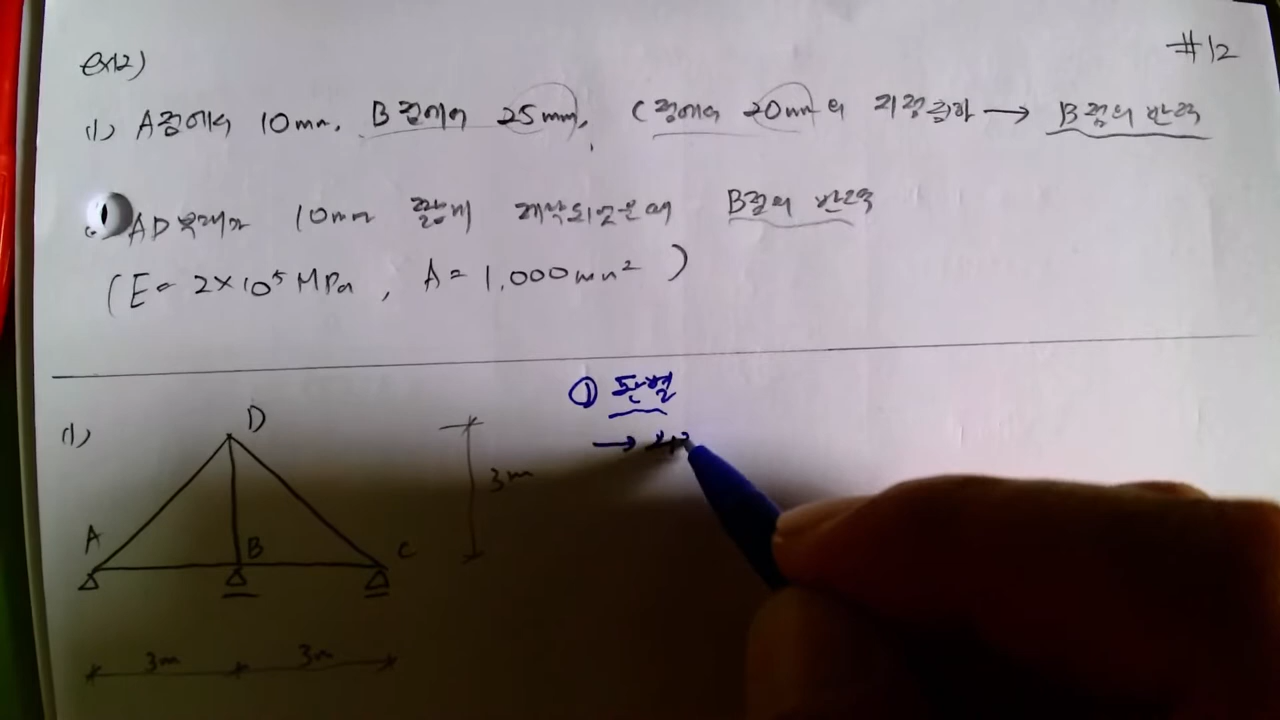 #12
ex12)
(1) A점에서 10mm, B점에서 25mm, C점에서 20mm의 지점침하 → B점의 반력
AD부재가 10mm 짧게 제작되었을때 B점의 반력
(E = 2×10⁵ MPa, A = 1,000mm²)
(1)
D
A
B
C
3m
3m
3m
①
→